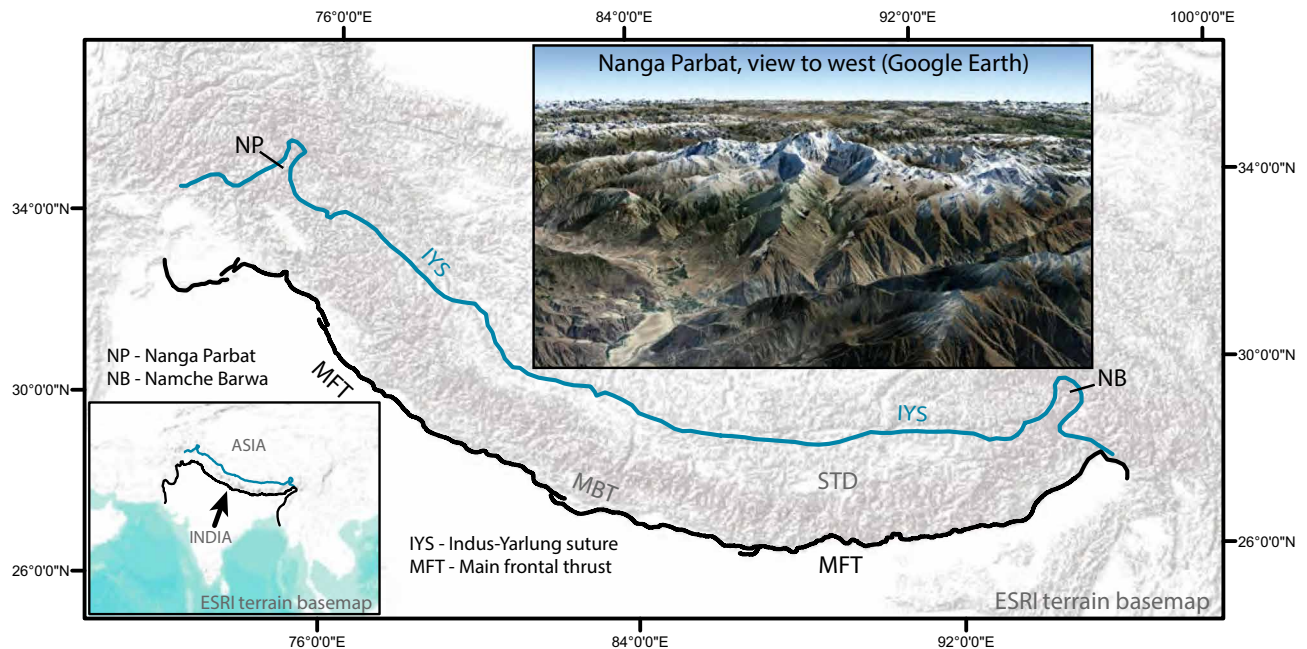 76°0'0"E
84°0'0"E
92°0'0"E
100°0'0"E
Nanga Parbat, view to west (Google Earth)
NP
34°0'0"N
34°0'0"N
IYS
NP - Nanga Parbat
NB - Namche Barwa
MFT
30°0'0"N
30°0'0"N
NB
IYS
ASIA
INDIA
ESRI terrain basemap
MBT
STD
IYS - Indus-Yarlung suture
MFT - Main frontal thrust
MFT
26°0'0"N
26°0'0"N
ESRI terrain basemap
76°0'0"E
84°0'0"E
92°0'0"E